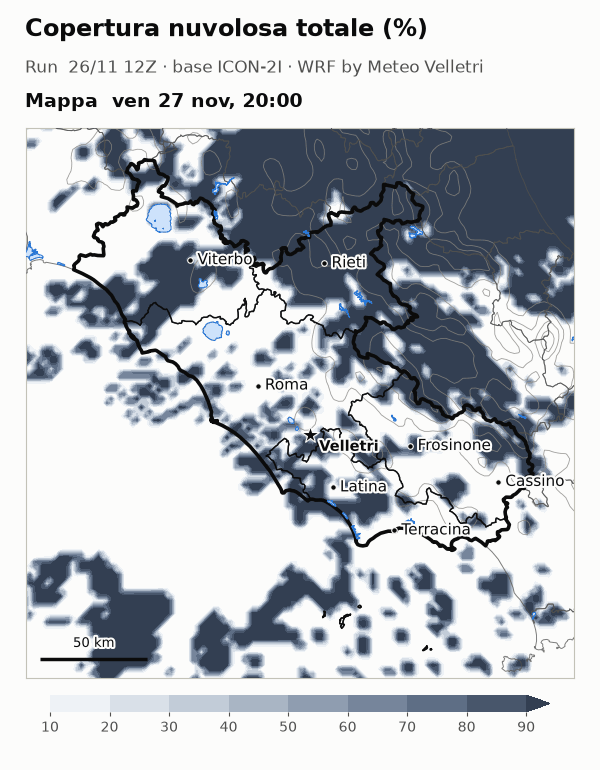 Copertura nuvolosa totale (%)
Run 26/11 12Z · base ICON-2I · WRF by Meteo Velletri
Mappa ven 27 nov, 20:00
Viterbo
Rieti
Roma
Velletri
Frosinone
Latina
Cassino
Terracina
50 km
10 20 30 40 50 60 70 80 90